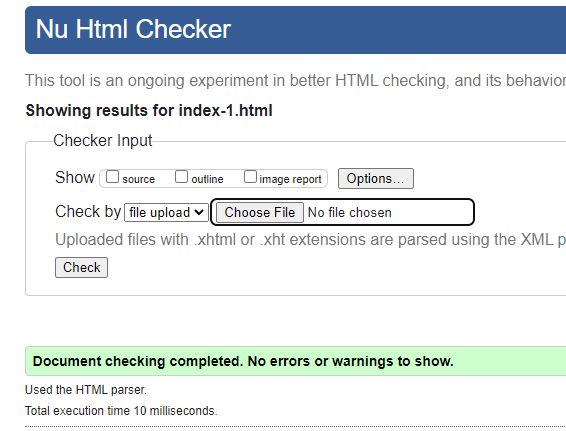 Nu Html Checker
This tool is an ongoing experiment in better HTML checking, and its behavior
Showing results for index-1.html
Checker Input
Show source outline image report Options...
Check by file upload Choose File No file chosen
Uploaded files with .xhtml or .xht extensions are parsed using the XML p
Check
Document checking completed. No errors or warnings to show.
Used the HTML parser.
Total execution time 10 milliseconds.